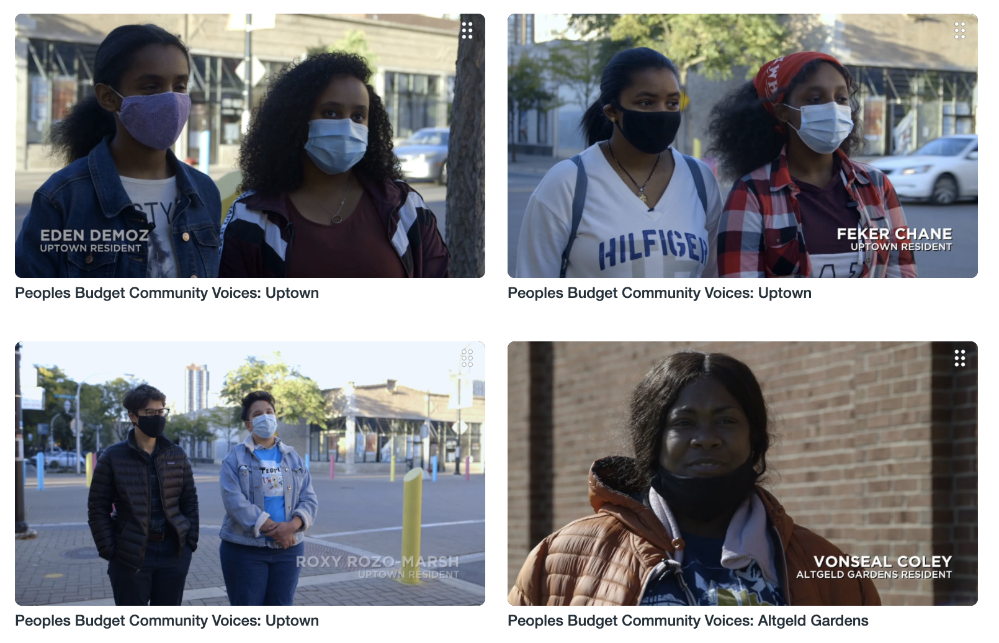 EDEN DEMOZ
UPTOWN RESIDENT
Peoples Budget Community Voices: Uptown
HILFIGER
FEKER CHANE
UPTOWN RESIDENT
Peoples Budget Community Voices: Uptown
ROXY ROZO-MARSH
UPTOWN RESIDENT
Peoples Budget Community Voices: Uptown
VONSEAL COLEY
ALTGELD GARDENS RESIDENT
Peoples Budget Community Voices: Altgeld Gardens